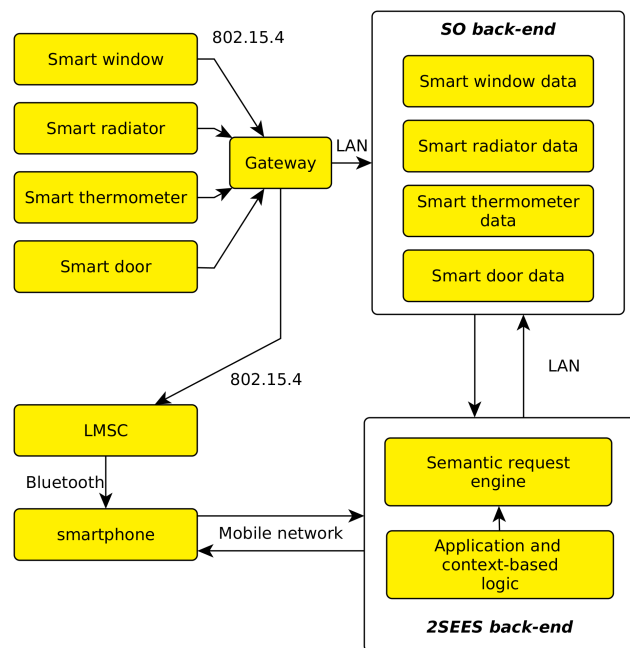 802.15.4
SO back-end
Smart window
Smart window data
Smart radiator
Smart radiator data
LAN
Gateway
Smart thermometer
Smart thermometer
data
Smart door
Smart door data
LAN
802.15.4
LMSC
Semantic request
engine
Bluetooth
smartphone
Mobile network
Application and
context-based
logic
2SEES back-end